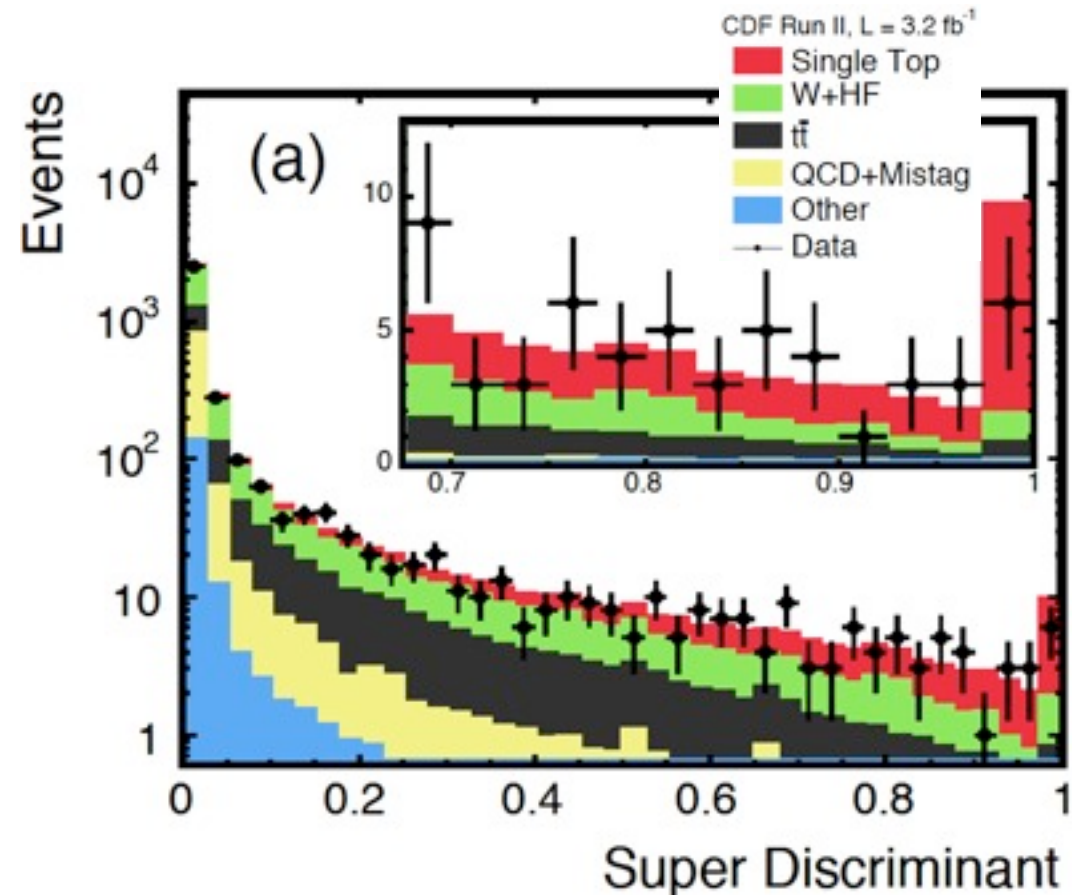 CDF Run II, L = 3.2 fb⁻¹
Single Top
W+HF
tt̄
QCD+Mistag
Other
Data
(a)
Events
10⁴
10³
10²
10
1
10
5
0
0.7 0.8 0.9 1
0 0.2 0.4 0.6 0.8 1
Super Discriminant